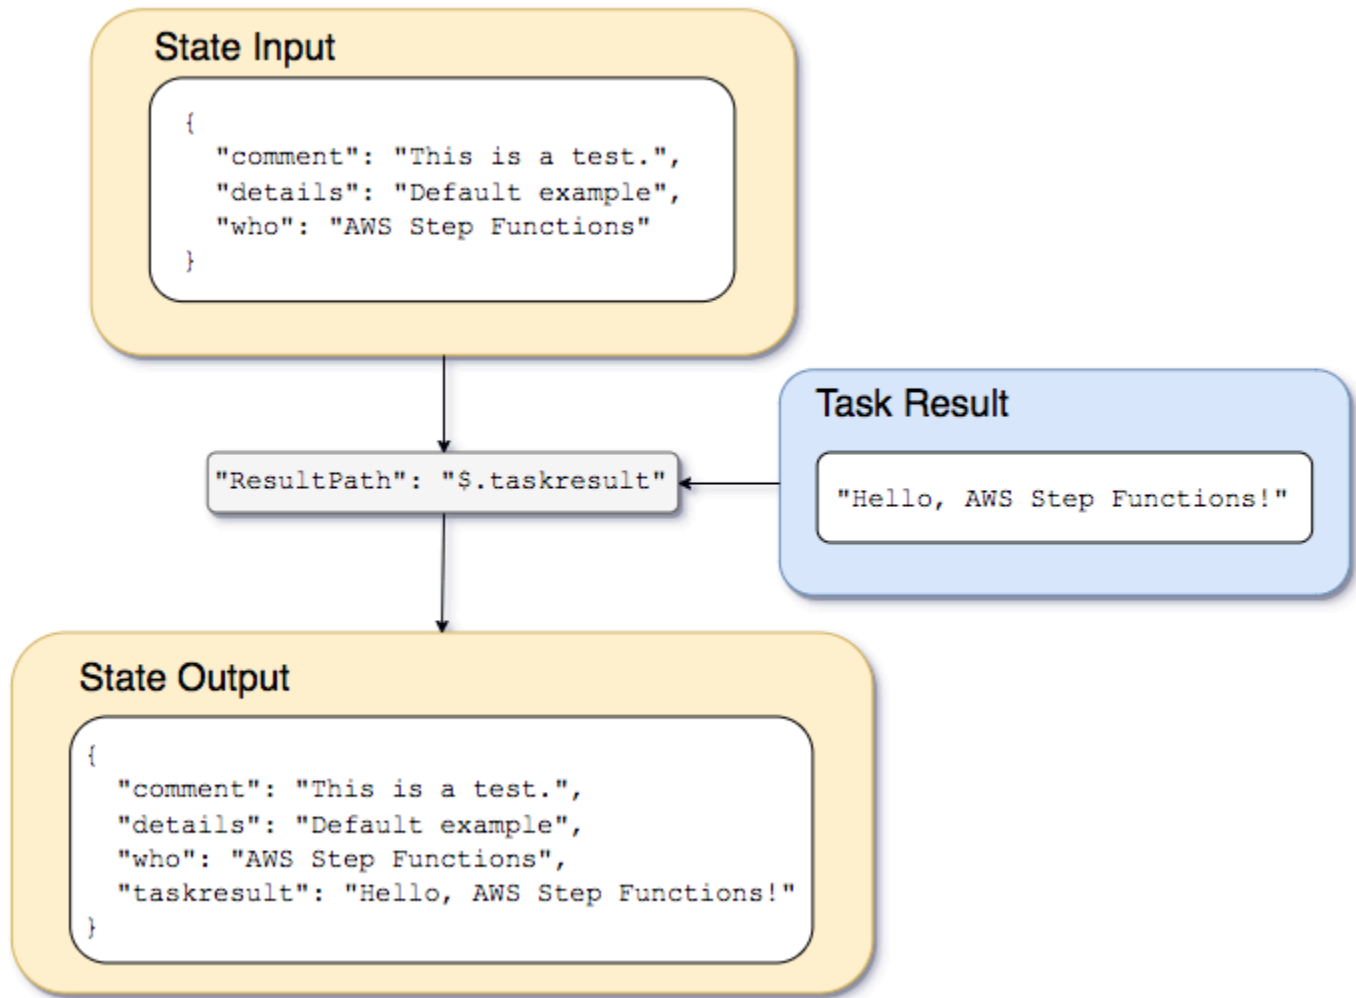 State Input
{
"comment": "This is a test.",
"details": "Default example",
"who": "AWS Step Functions"
}
"ResultPath": "$.taskresult"
Task Result
"Hello, AWS Step Functions!"
State Output
{
"comment": "This is a test.",
"details": "Default example",
"who": "AWS Step Functions",
"taskresult": "Hello, AWS Step Functions!"
}